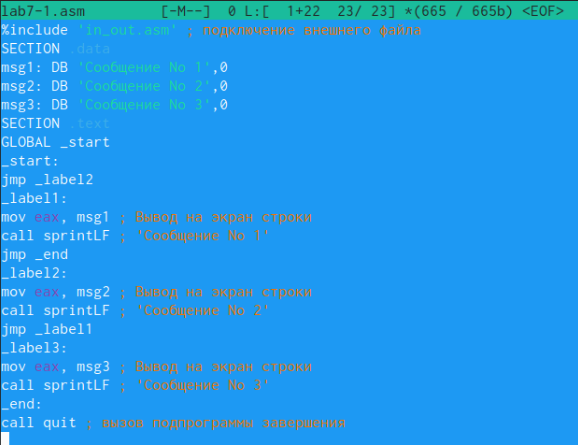 lab7-1.asm [-M--] 0 L:[ 1+22 23/ 23] *(665 / 665b) <EOF>
%include 'in_out.asm' ; подключение внешнего файла
SECTION .data
msg1: DB 'Сообщение No 1',0
msg2: DB 'Сообщение No 2',0
msg3: DB 'Сообщение No 3',0
SECTION .text
GLOBAL _start
_start:
jmp _label2
_label1:
mov eax, msg1 ; Вывод на экран строки
call sprintLF ; 'Сообщение No 1'
jmp _end
_label2:
mov eax, msg2 ; Вывод на экран строки
call sprintLF ; 'Сообщение No 2'
jmp _label1
_label3:
mov eax, msg3 ; Вывод на экран строки
call sprintLF ; 'Сообщение No 3'
_end:
call quit ; вызов подпрограммы завершения